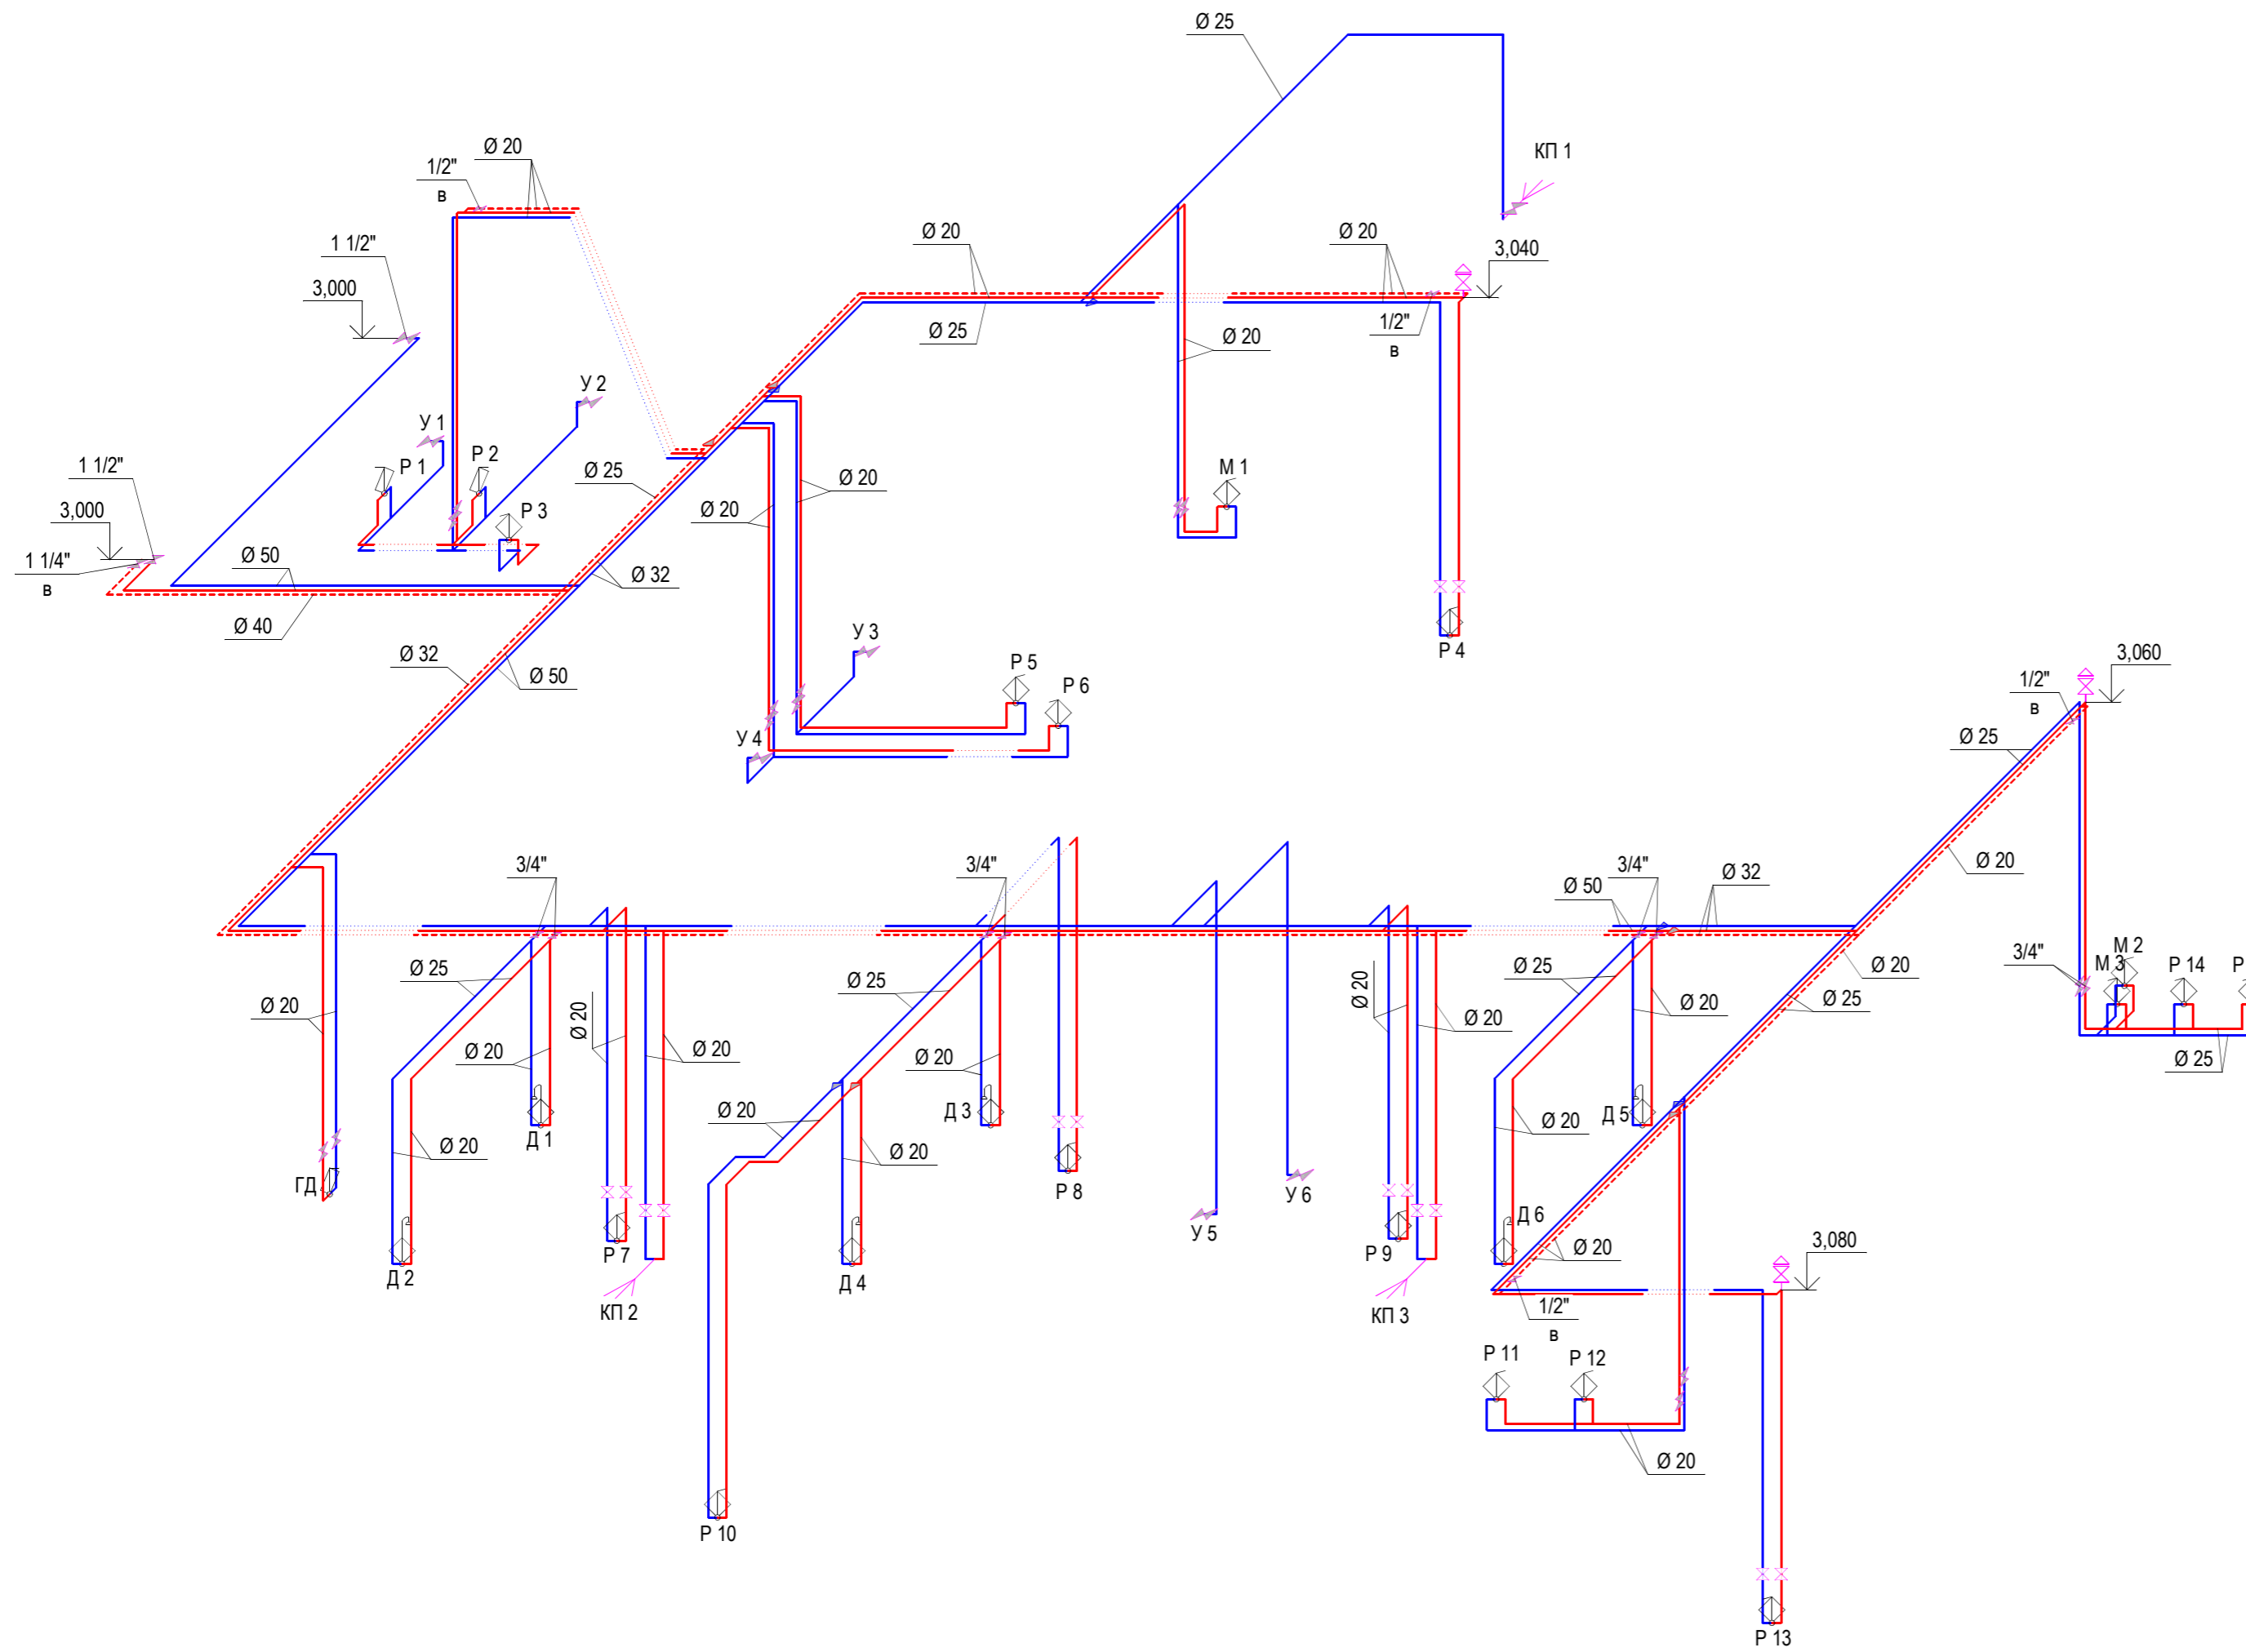 Ø 25
КП 1
Ø 20
1/2"
в
1 1/2"
3,000
Ø 20
Ø 20
3,040
Ø 25
1/2"
в
Ø 20
У 2
У 1
Р 1
Р 2
1 1/2"
3,000
1 1/4"
в
Р 3
Ø 25
Ø 20
Ø 20
М 1
Ø 50
Ø 32
Ø 40
Ø 32
Ø 50
У 3
Р 4
Р 5
Р 6
У 4
3,060
1/2"
в
Ø 25
Ø 20
3/4"
3/4"
3/4"
Ø 50
Ø 32
Ø 25
Ø 25
Ø 25
Ø 20
Ø 25
3/4"
М 3
М 2
Р 14
Р
Ø 20
Ø 20
Ø 20
Ø 20
Ø 20
Ø 20
Ø 20
Ø 20
Ø 25
Ø 20
Ø 20
Ø 20
Ø 20
Д 1
Д 3
Д 5
ГД
Р 8
У 6
У 5
Д 6
Р 7
Р 9
Ø 20
3,080
Д 2
Д 4
КП 2
КП 3
1/2"
в
Р 11
Р 12
Ø 20
Р 10
Р 13